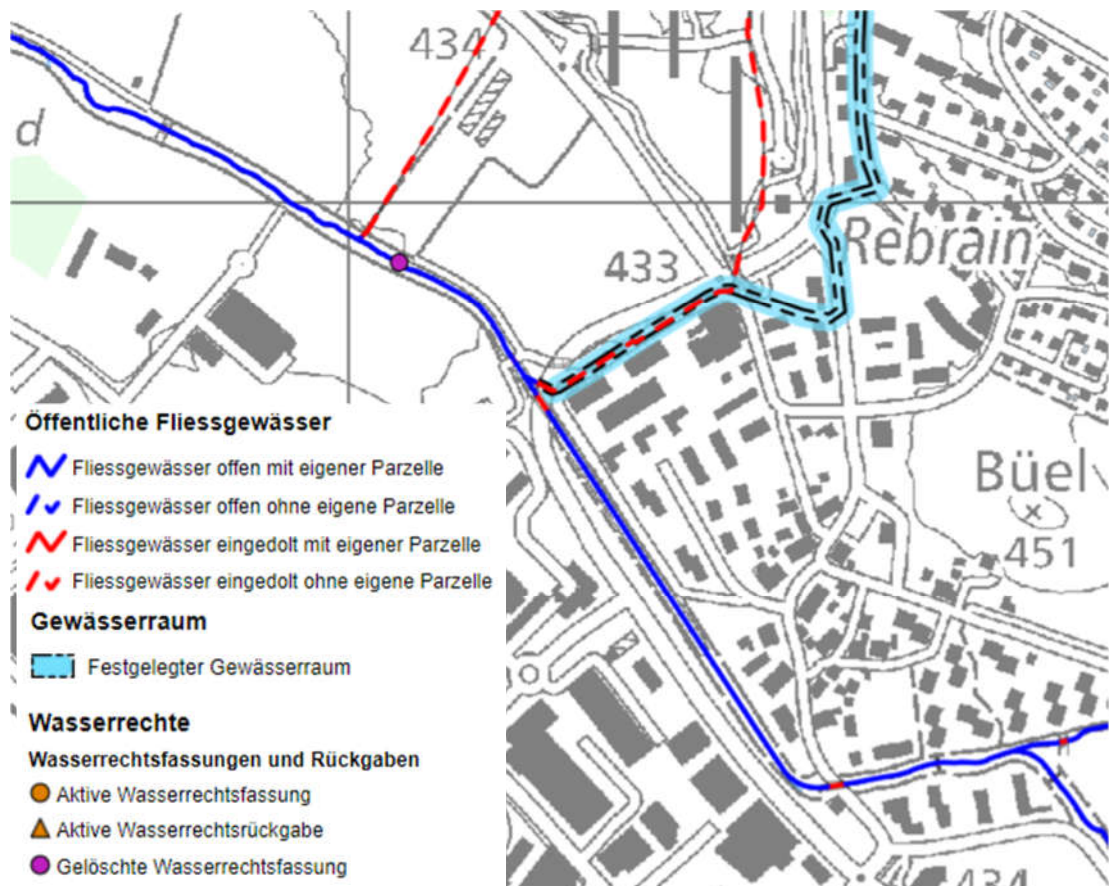 434
d
433
Rebrain
Büel
451
434
Öffentliche Fliessgewässer
Fliessgewässer offen mit eigener Parzelle
Fliessgewässer offen ohne eigene Parzelle
Fliessgewässer eingedolt mit eigener Parzelle
Fliessgewässer eingedolt ohne eigene Parzelle
Gewässerraum
Festgelegter Gewässerraum
Wasserrechte
Wasserrechtsfassungen und Rückgaben
Aktive Wasserrechtsfassung
Aktive Wasserrechtsrückgabe
Gelöschte Wasserrechtsfassung